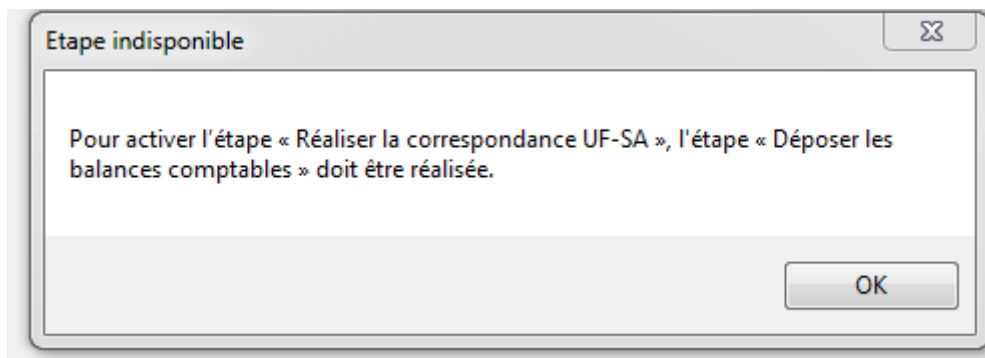 Etape indisponible
Pour activer l'étape « Réaliser la correspondance UF-SA », l'étape « Déposer les
balances comptables » doit être réalisée.
OK